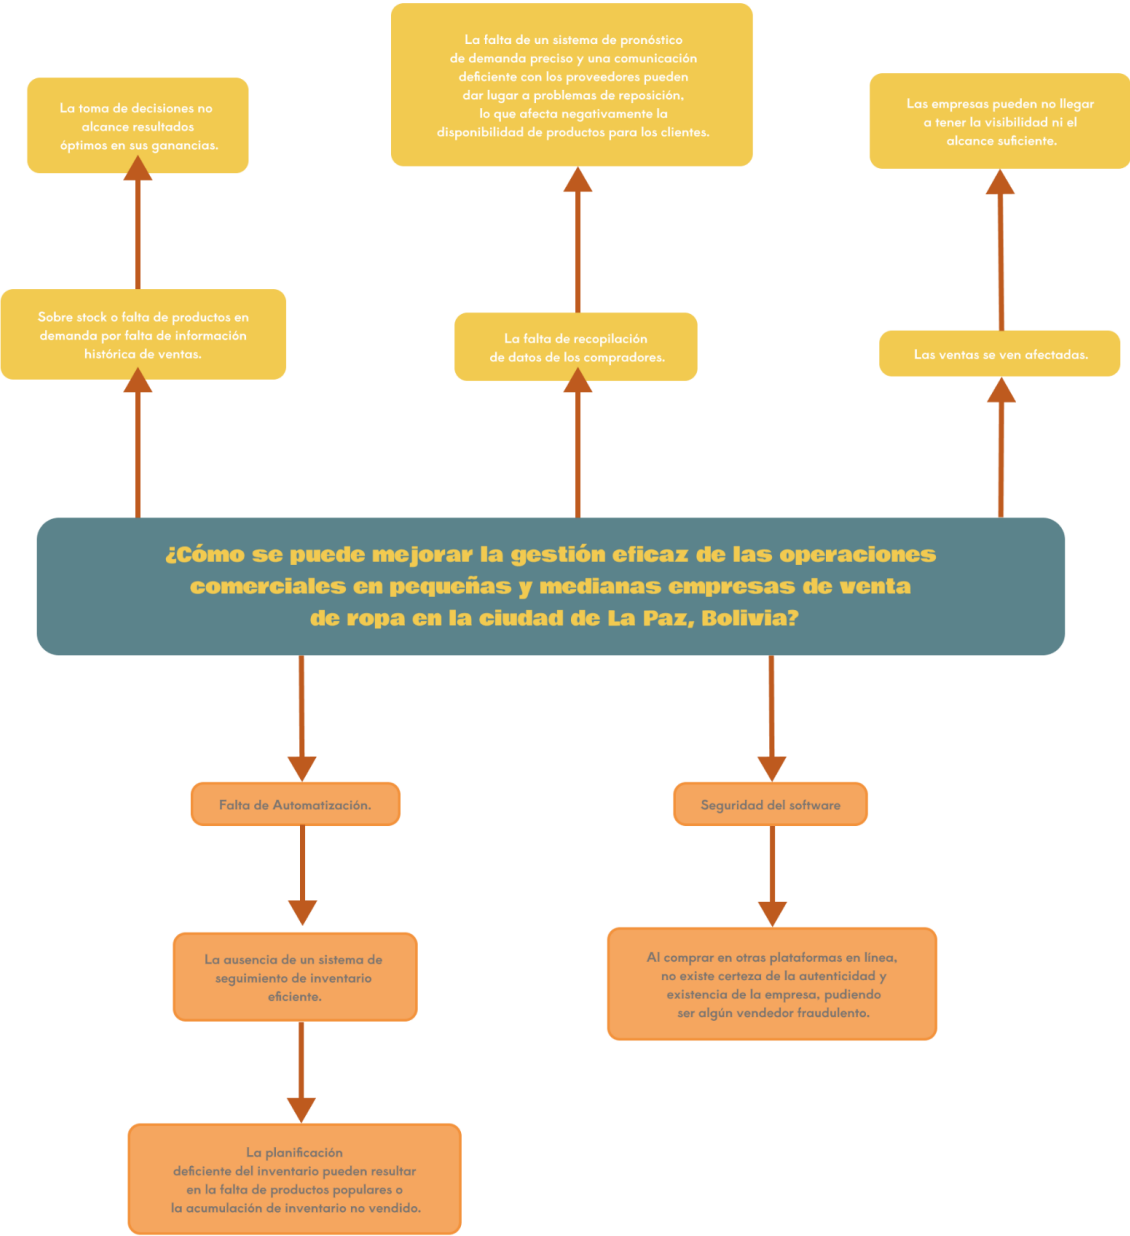 La falta de un sistema de pronóstico
de demanda preciso y una comunicación
deficiente con los proveedores pueden
dar lugar a problemas de reposición,
lo que afecta negativamente la
disponibilidad de productos para los clientes.
La toma de decisiones no
alcance resultados
óptimos en sus ganancias.
Las empresas pueden no llegar
a tener la visibilidad ni el
alcance suficiente.
Sobre stock o falta de productos en
demanda por falta de información
histórica de ventas.
La falta de recopilación
de datos de los compradores.
Las ventas se ven afectadas.
¿Cómo se puede mejorar la gestión eficaz de las operaciones
comerciales en pequeñas y medianas empresas de venta
de ropa en la ciudad de La Paz, Bolivia?
Falta de Automatización.
Seguridad del software
La ausencia de un sistema de
seguimiento de inventario
eficiente.
Al comprar en otras plataformas en línea,
no existe certeza de la autenticidad y
existencia de la empresa, pudiendo
ser algún vendedor fraudulento.
La planificación
deficiente del inventario pueden resultar
en la falta de productos populares o
la acumulación de inventario no vendido.